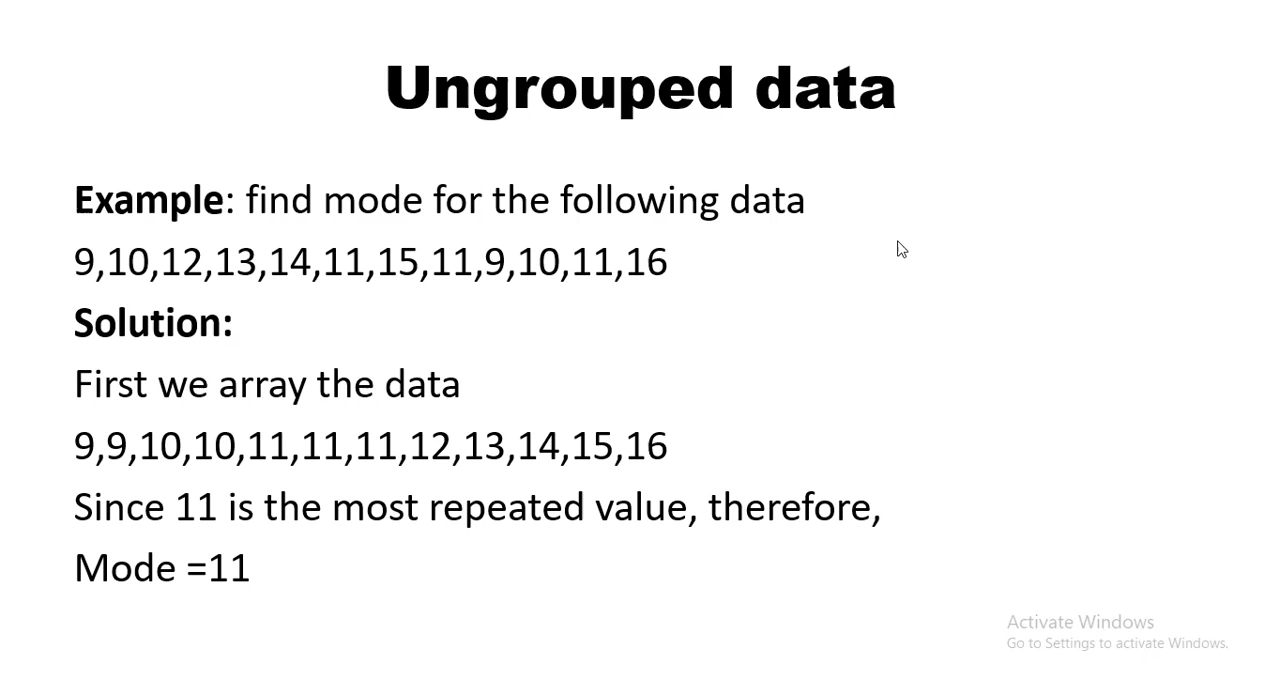 Ungrouped data
Example: find mode for the following data
9,10,12,13,14,11,15,11,9,10,11,16
Solution:
First we array the data
9,9,10,10,11,11,11,12,13,14,15,16
Since 11 is the most repeated value, therefore,
Mode =11
Activate Windows
Go to Settings to activate Windows.